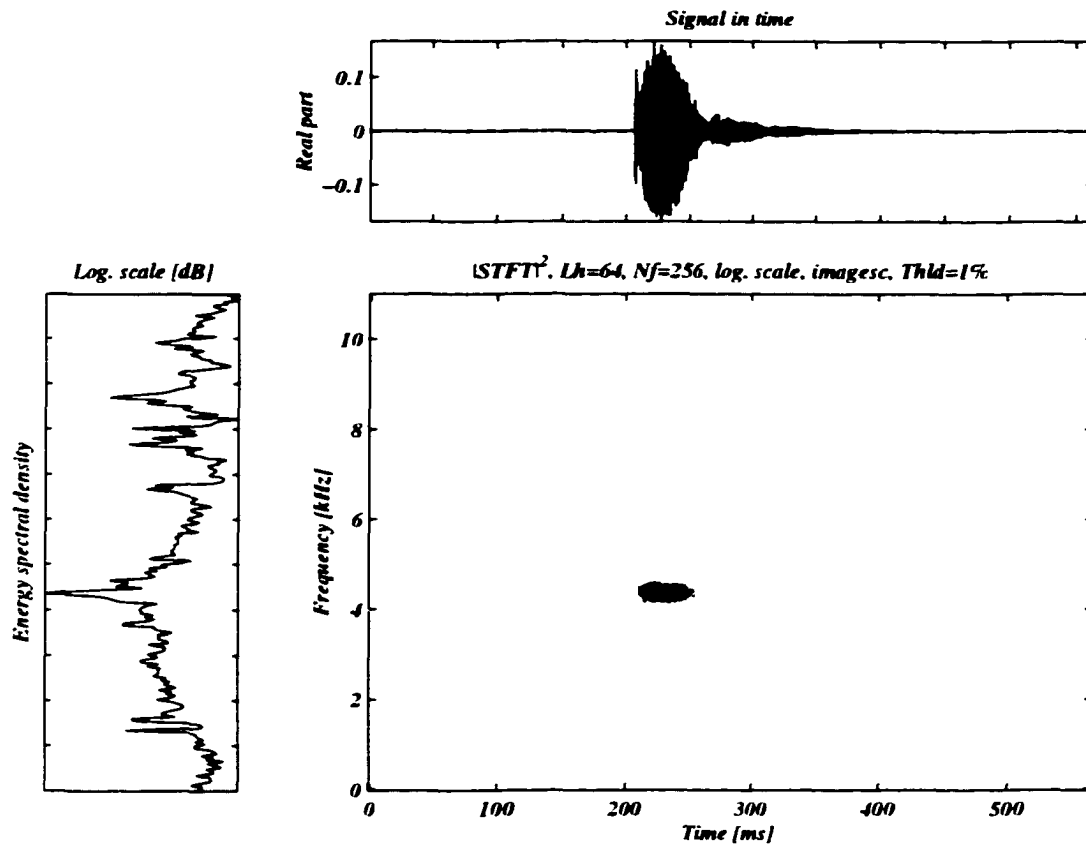 Signal in time
Real part
0.1
0
-0.1
Log. scale [dB]
Energy spectral density
|STFT|², Lh=64, Nf=256, log. scale, imagesc, Thld=1%
Frequency [kHz]
10
8
6
4
2
0
0 100 200 300 400 500
Time [ms]